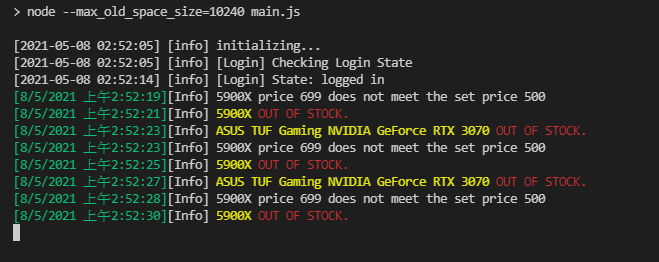 > node --max_old_space_size=10240 main.js
[2021-05-08 02:52:05] [info] initializing...
[2021-05-08 02:52:05] [info] [Login] Checking Login State
[2021-05-08 02:52:14] [info] [Login] State: logged in
[8/5/2021 上午2:52:19][Info] 5900X price 699 does not meet the set price 500
[8/5/2021 上午2:52:21][Info] 5900X OUT OF STOCK.
[8/5/2021 上午2:52:23][Info] ASUS TUF Gaming NVIDIA GeForce RTX 3070 OUT OF STOCK.
[8/5/2021 上午2:52:23][Info] 5900X price 699 does not meet the set price 500
[8/5/2021 上午2:52:25][Info] 5900X OUT OF STOCK.
[8/5/2021 上午2:52:27][Info] ASUS TUF Gaming NVIDIA GeForce RTX 3070 OUT OF STOCK.
[8/5/2021 上午2:52:28][Info] 5900X price 699 does not meet the set price 500
[8/5/2021 上午2:52:30][Info] 5900X OUT OF STOCK.